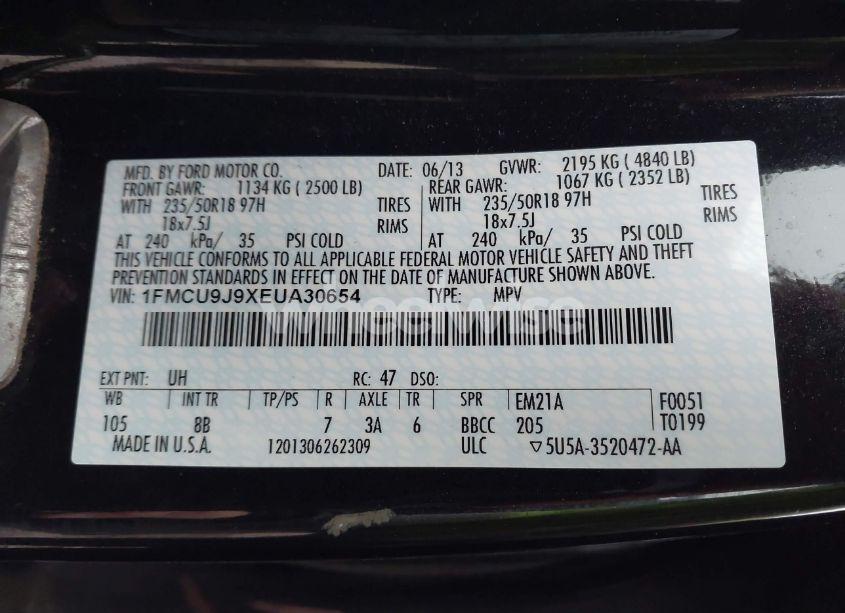 MFD. BY FORD MOTOR CO. DATE: 06/13 GVWR: 2195 KG ( 4840 LB)
FRONT GAWR: 1134 KG ( 2500 LB) REAR GAWR: 1067 KG ( 2352 LB)
WITH 235/50R18 97H TIRES WITH 235/50R18 97H TIRES
18x7.5J RIMS 18x7.5J RIMS
AT 240 kPa/ 35 PSI COLD AT 240 kPa/ 35 PSI COLD
THIS VEHICLE CONFORMS TO ALL APPLICABLE FEDERAL MOTOR VEHICLE SAFETY AND THEFT
PREVENTION STANDARDS IN EFFECT ON THE DATE OF MANUFACTURE SHOWN ABOVE.
VIN: 1FMCU9J9XEUA30654 TYPE: MPV
wheelwise
EXT PNT: UH RC: 47 DSO:
WB INT TR TP/PS R AXLE TR SPR EM21A F0051
105 8B 7 3A 6 BBCC 205 T0199
MADE IN U.S.A. 1201306262309 ULC ▽5U5A-3520472-AA